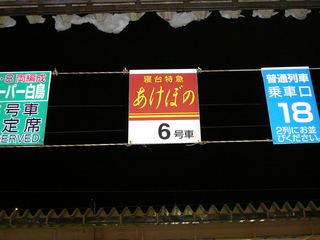 ・8両編成
ーパー白鳥
号車
定席
ERVED
寝台特急
あけぼの
6号車
普通列車
乗車口
18
2列にお並
びください